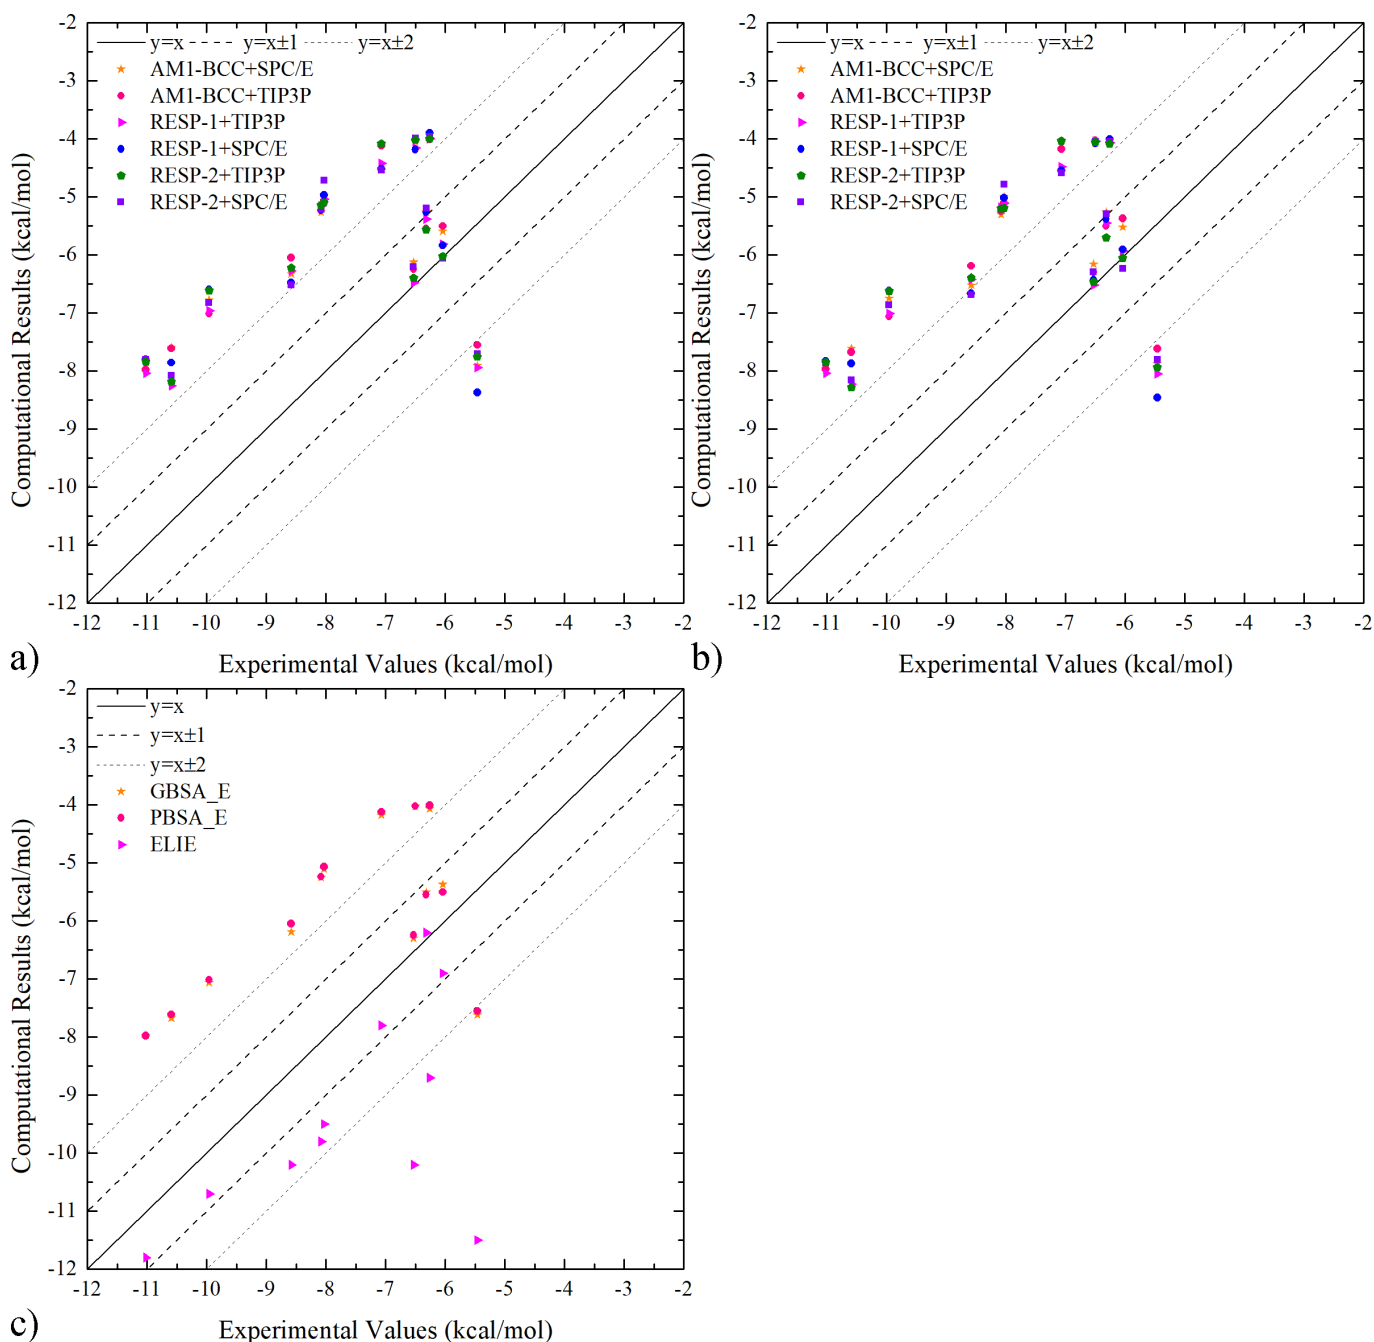 y=x y=x±1 y=x±2
AM1-BCC+SPC/E
AM1-BCC+TIP3P
RESP-1+TIP3P
RESP-1+SPC/E
RESP-2+TIP3P
RESP-2+SPC/E
-2
-3
-4
-5
-6
-7
-8
-9
-10
-11
-12
-12 -11 -10 -9 -8 -7 -6 -5 -4 -3 -2
Computational Results (kcal/mol)
Experimental Values (kcal/mol)
a)
y=x y=x±1 y=x±2
AM1-BCC+SPC/E
AM1-BCC+TIP3P
RESP-1+TIP3P
RESP-1+SPC/E
RESP-2+TIP3P
RESP-2+SPC/E
-2
-3
-4
-5
-6
-7
-8
-9
-10
-11
-12
-12 -11 -10 -9 -8 -7 -6 -5 -4 -3 -2
Computational Results (kcal/mol)
Experimental Values (kcal/mol)
b)
y=x
y=x±1
y=x±2
GBSA_E
PBSA_E
ELIE
-2
-3
-4
-5
-6
-7
-8
-9
-10
-11
-12
-12 -11 -10 -9 -8 -7 -6 -5 -4 -3 -2
Computational Results (kcal/mol)
Experimental Values (kcal/mol)
c)